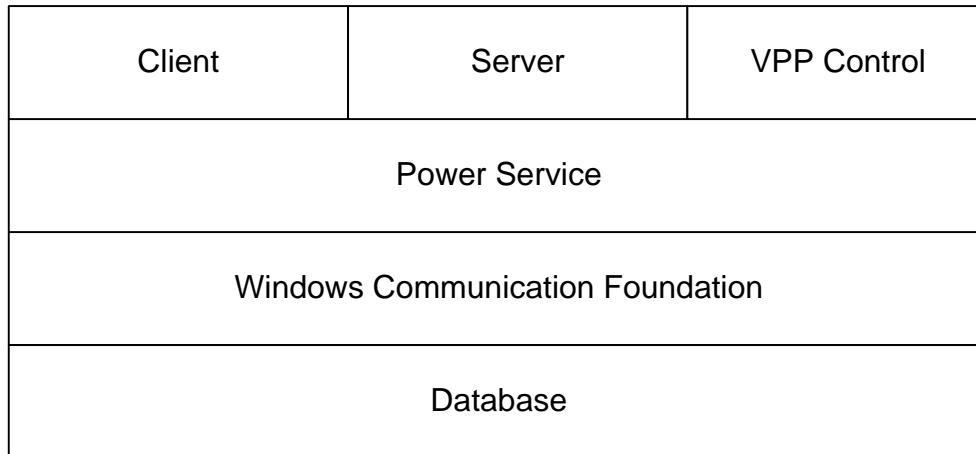 Client
Server
VPP Control
Power Service
Windows Communication Foundation
Database